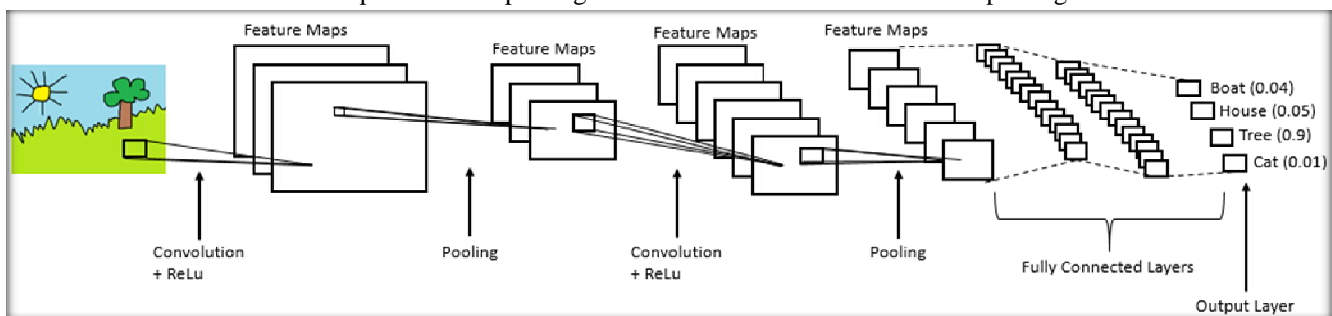 Feature Maps
Feature Maps
Feature Maps
Feature Maps
Boat (0.04)
House (0.05)
Tree (0.9)
Cat (0.01)
Convolution
+ ReLu
Pooling
Convolution
+ ReLu
Pooling
Fully Connected Layers
Output Layer